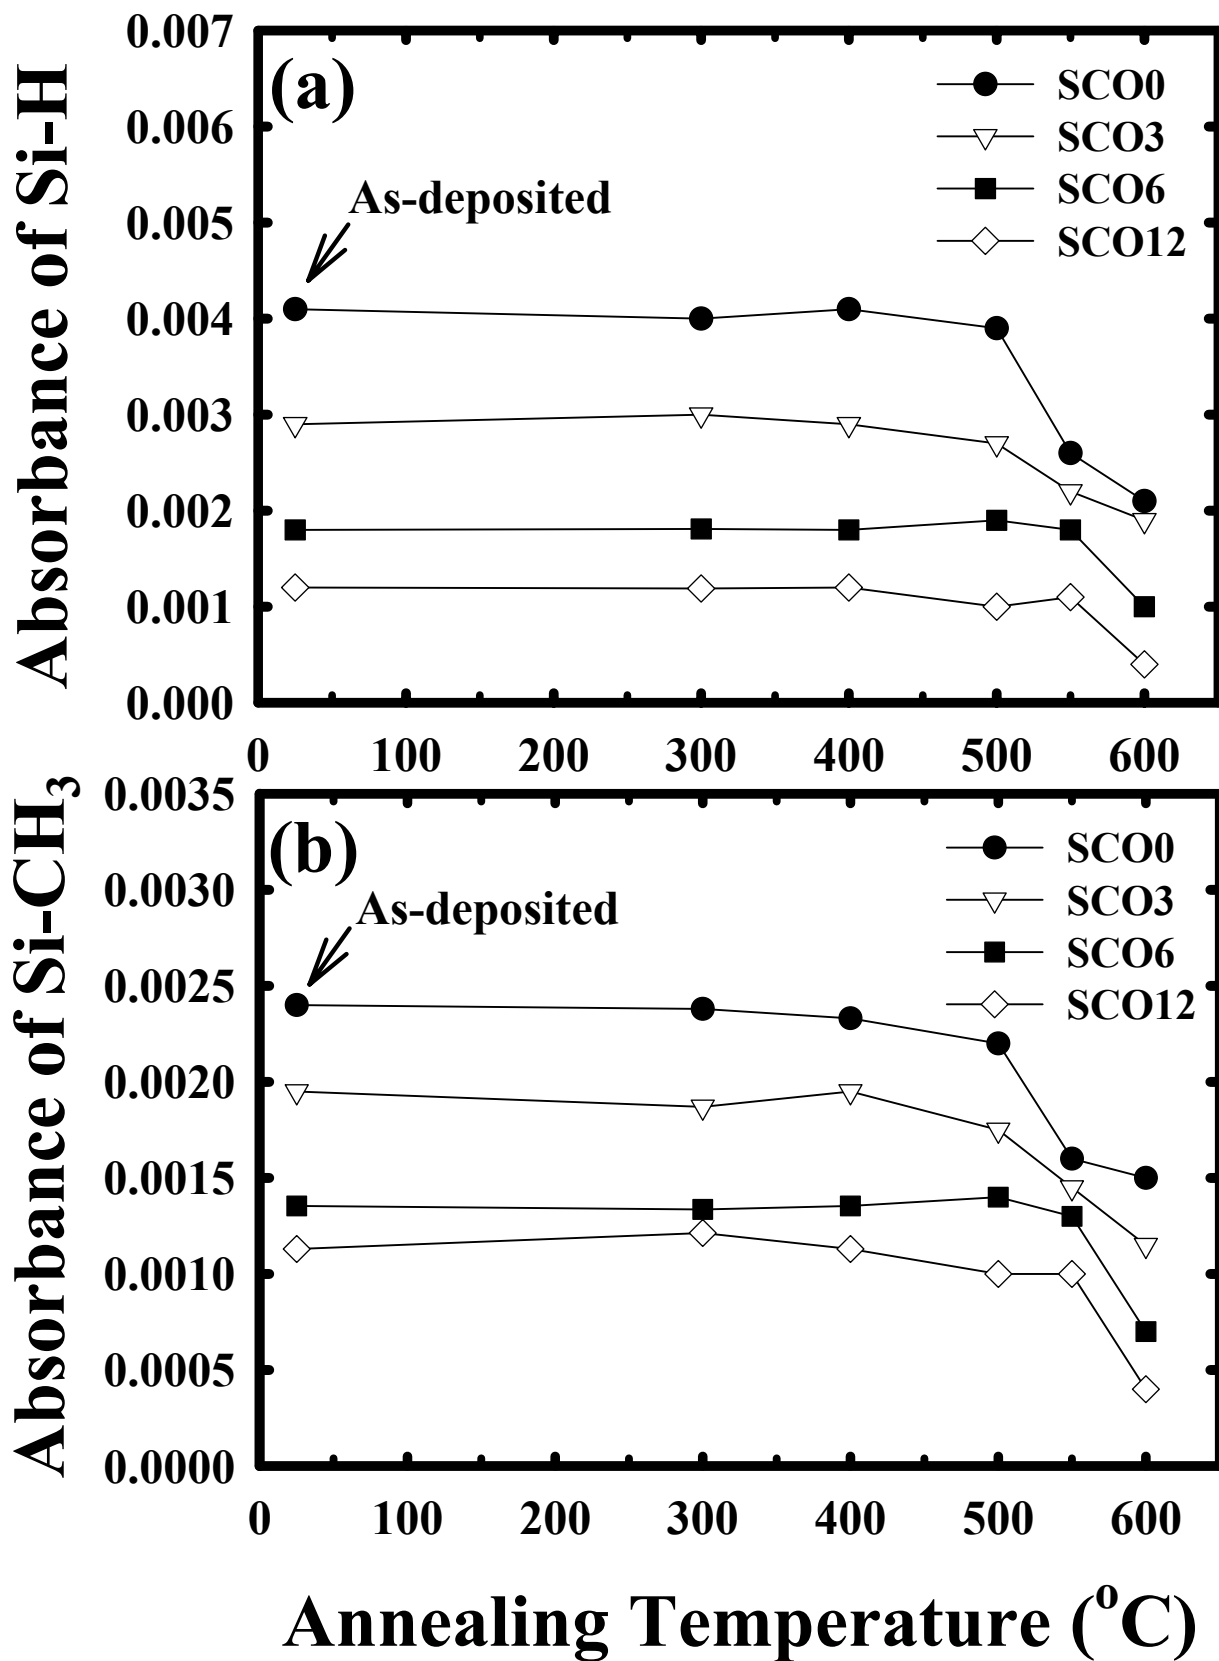 Absorbance of Si-H
0.007
0.006
0.005
0.004
0.003
0.002
0.001
0.000
(a)
As-deposited
SCO0
SCO3
SCO6
SCO12
0 100 200 300 400 500 600
Absorbance of Si-CH3
0.0035
0.0030
0.0025
0.0020
0.0015
0.0010
0.0005
0.0000
(b)
As-deposited
SCO0
SCO3
SCO6
SCO12
0 100 200 300 400 500 600
Annealing Temperature (oC)